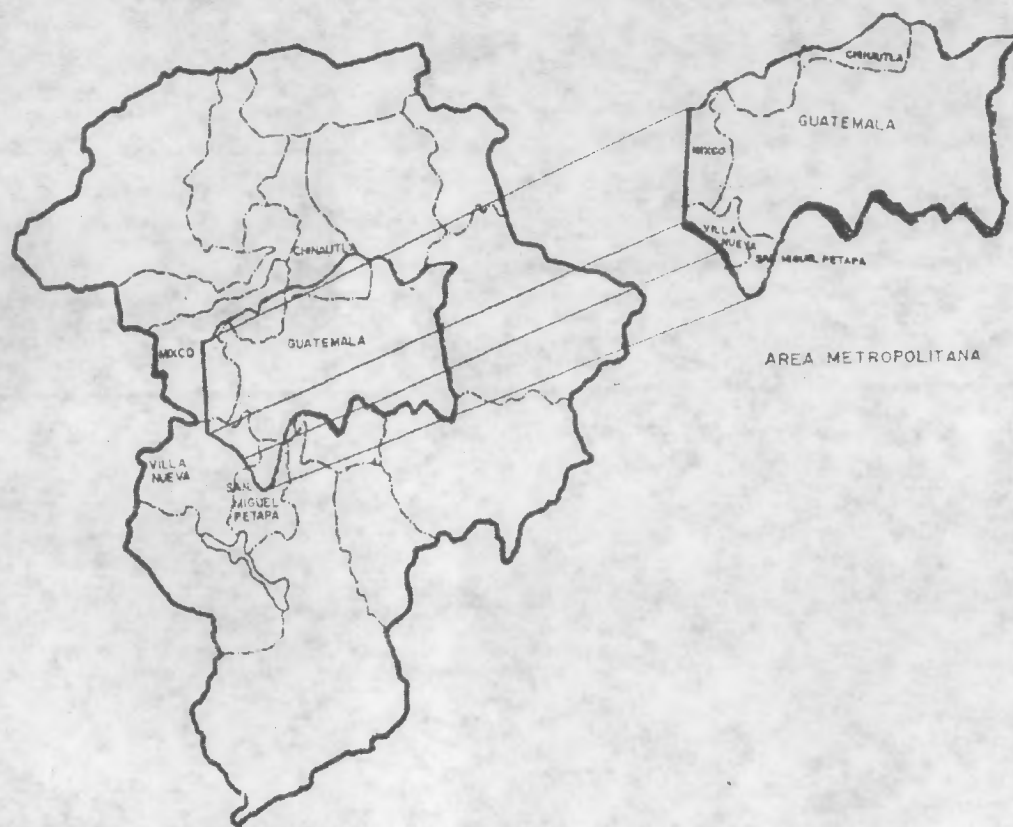 CHINAUTLA
GUATEMALA
MIXCO
VILLA
NUEVA
SAN MIGUEL PETAPA
AREA METROPOLITANA
CHINAUTLA
MIXCO
GUATEMALA
VILLA
NUEVA
SAN
MIGUEL
PETAPA